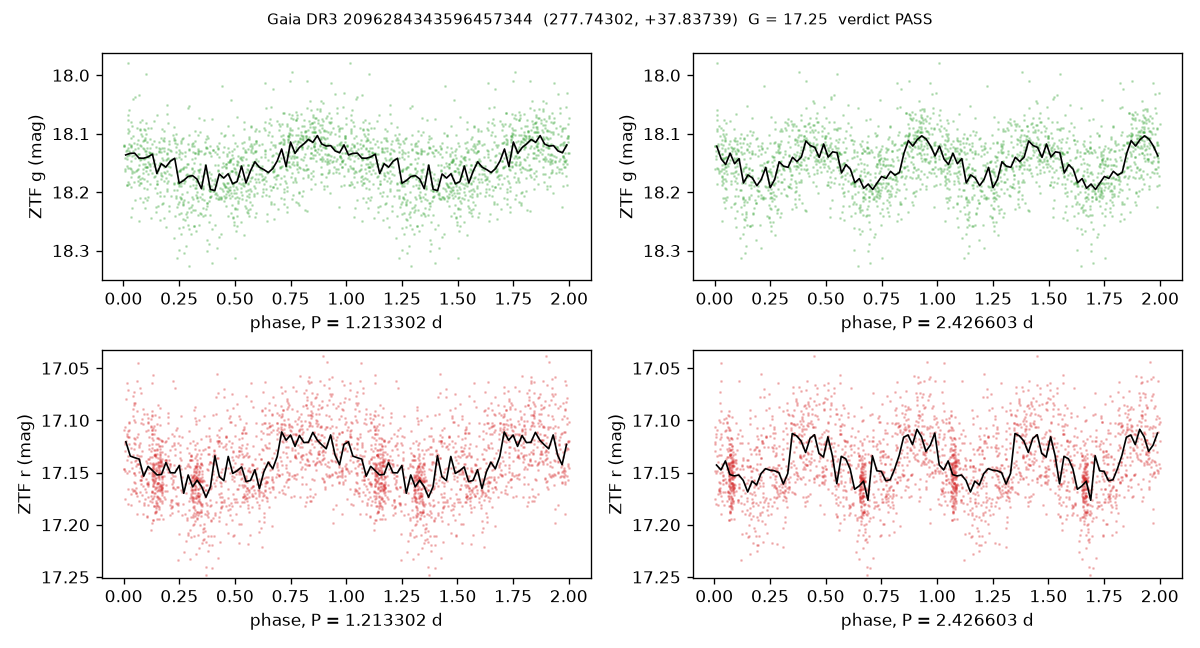 Gaia DR3 2096284343596457344 (277.74302, +37.83739) G = 17.25 verdict PASS
ZTF g (mag)
18.0
18.1
18.2
18.3
0.00 0.25 0.50 0.75 1.00 1.25 1.50 1.75 2.00
phase, P = 1.213302 d
ZTF g (mag)
18.0
18.1
18.2
18.3
0.00 0.25 0.50 0.75 1.00 1.25 1.50 1.75 2.00
phase, P = 2.426603 d
ZTF r (mag)
17.05
17.10
17.15
17.20
17.25
0.00 0.25 0.50 0.75 1.00 1.25 1.50 1.75 2.00
phase, P = 1.213302 d
ZTF r (mag)
17.05
17.10
17.15
17.20
17.25
0.00 0.25 0.50 0.75 1.00 1.25 1.50 1.75 2.00
phase, P = 2.426603 d